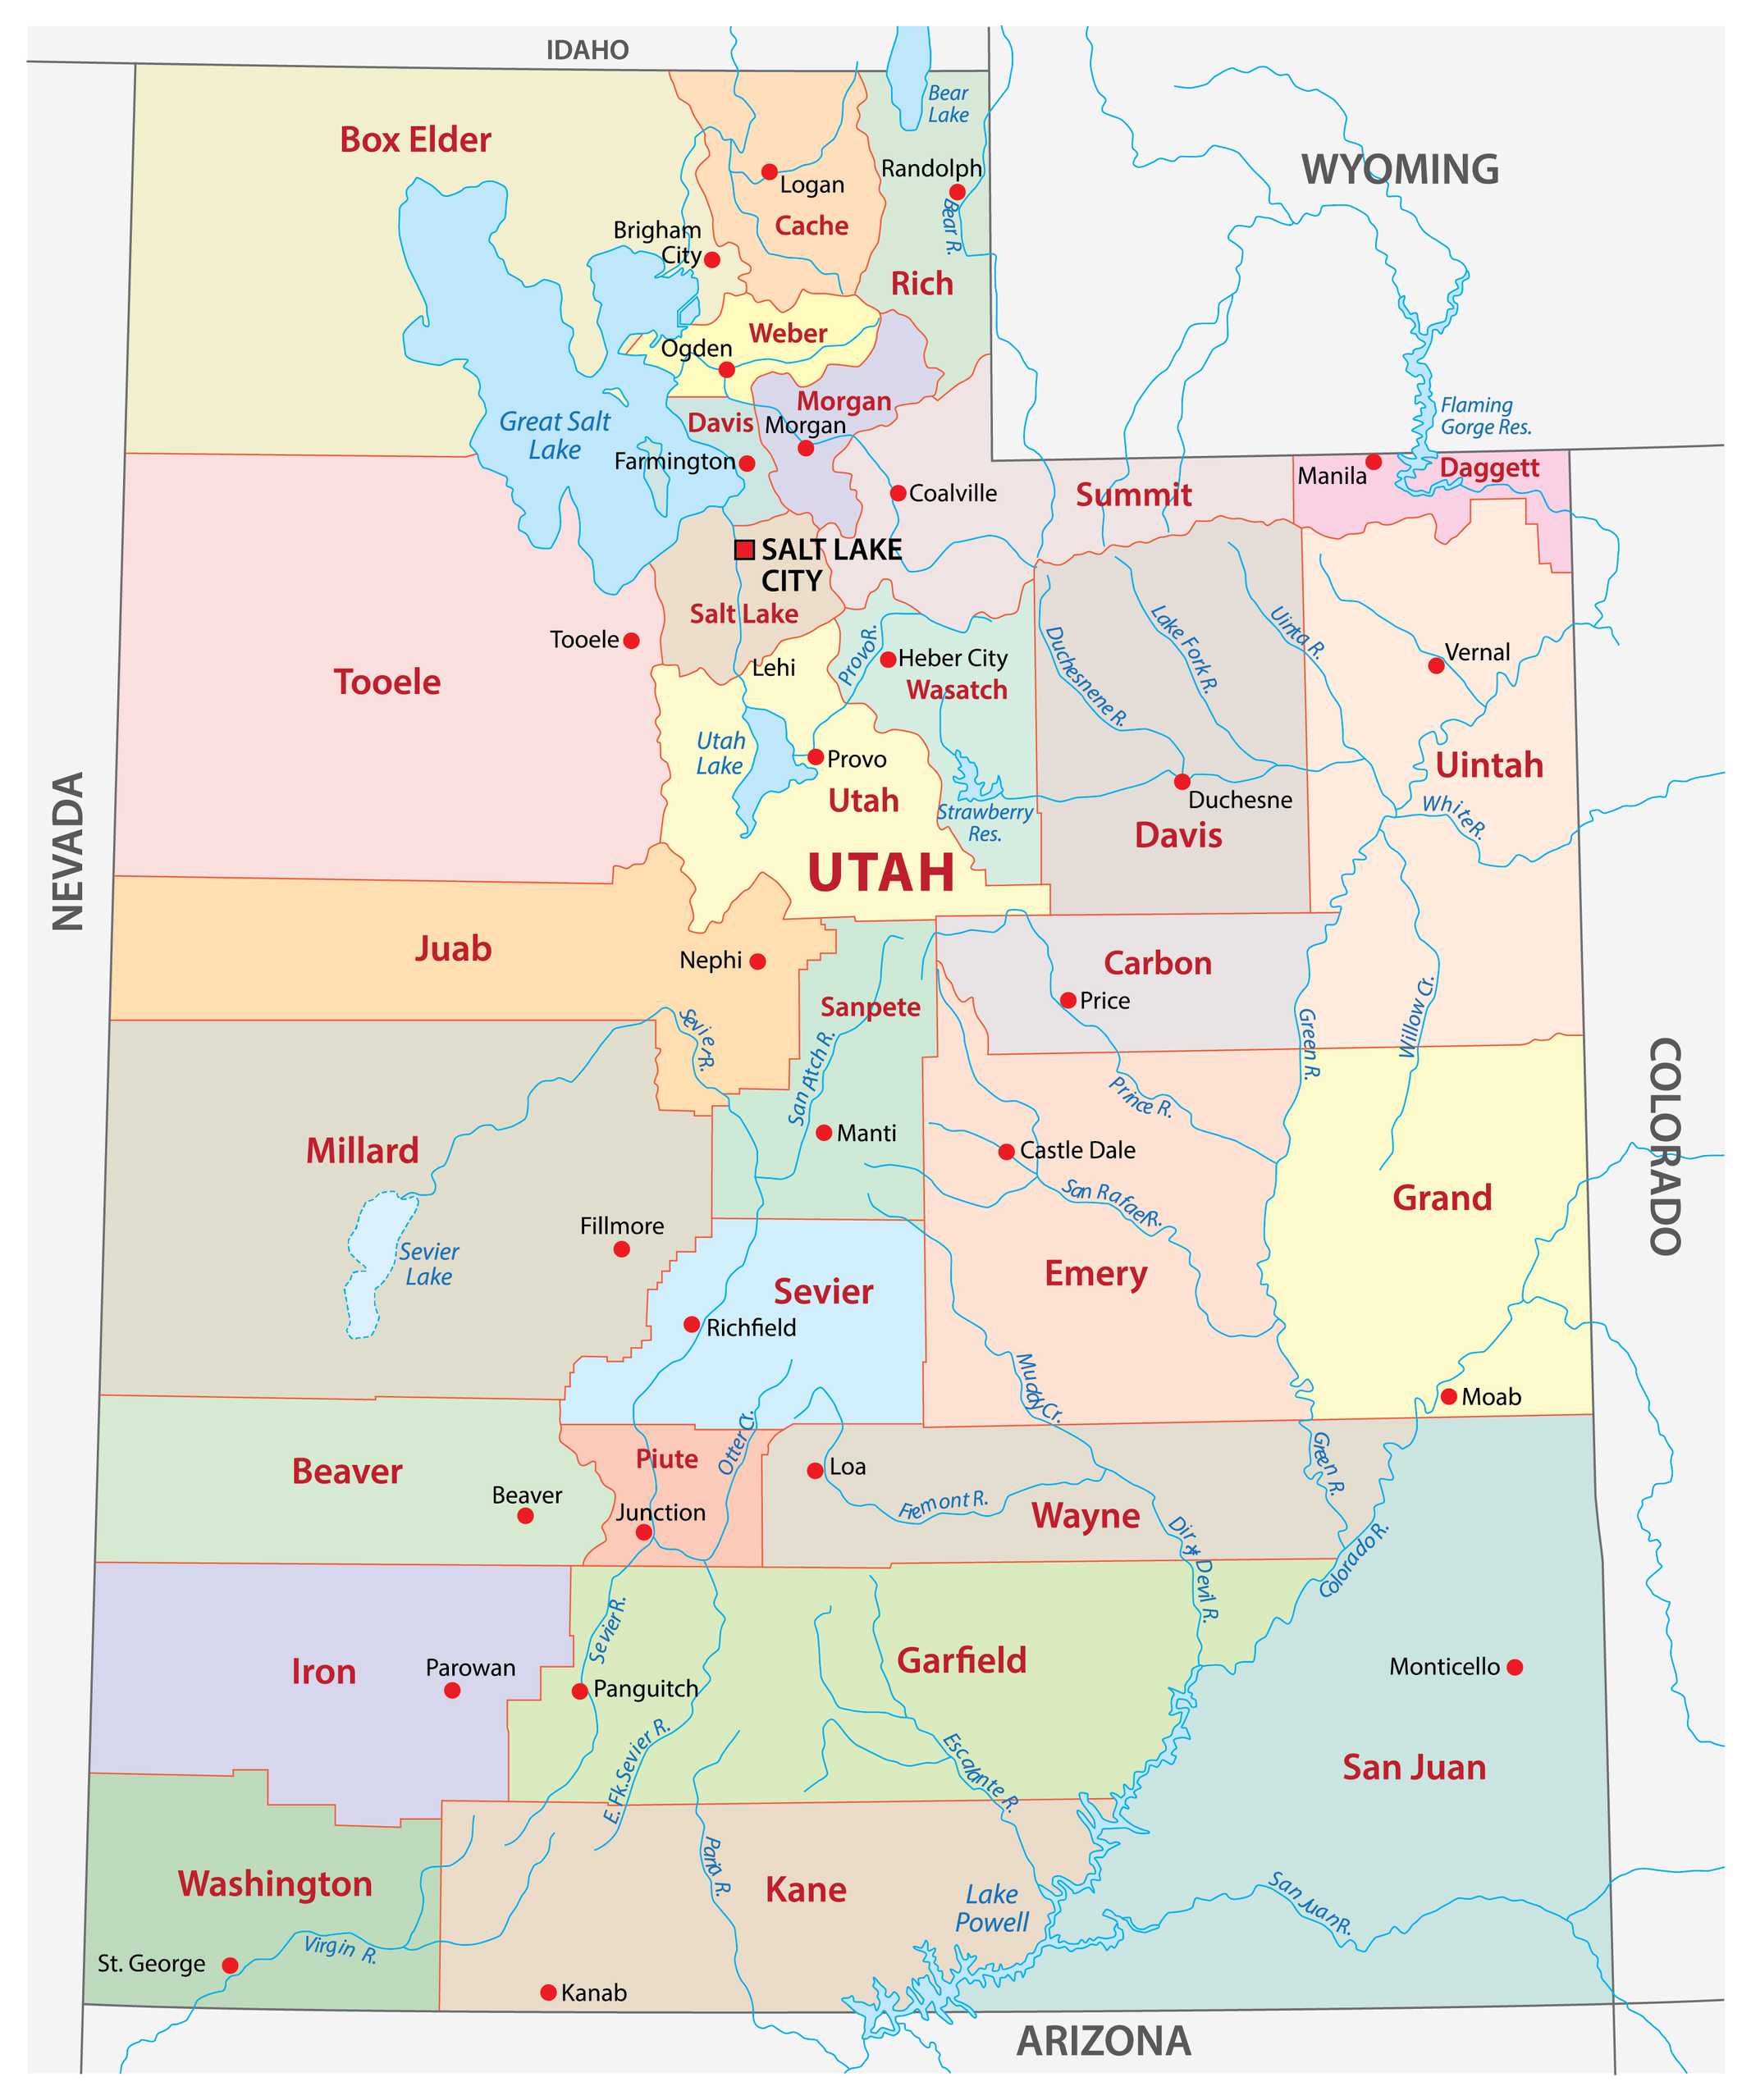 IDAHO
Bear
Lake
Box Elder
WYOMING
Randolph
Logan
Cache
Bear R.
Brigham
City
Rich
Weber
Ogden
Morgan
Flaming
Gorge Res.
Great Salt
Lake
Davis
Morgan
Farmington
Manila
Daggett
Coalville
Summit
SALT LAKE
CITY
Salt Lake
Tooele
Provo R.
Lehi
Heber City
Wasatch
Duchesnene R.
Lake Fork R.
Uinta R.
Vernal
Tooele
Utah
Lake
Provo
Utah
Uintah
Duchesne
Strawberry
Res.
White R.
Davis
NEVADA
UTAH
Juab
Nephi
Carbon
Price
Sanpete
Sevier R.
San Atch R.
Green R.
Willow Cr.
Prince R.
COLORADO
Manti
Castle Dale
Millard
San Rafael R.
Grand
Fillmore
Sevier
Lake
Emery
Sevier
Richfield
Muddy Cr.
Moab
Otter Cr.
Piute
Green R.
Beaver
Loa
Beaver
Junction
Fremont R.
Wayne
Dirxt Devil R.
Colorado R.
Sevier R.
Garfield
Iron
Parowan
Monticello
Panguitch
E. Fk. Sevier R.
Escalante R.
San Juan
Paria R.
Washington
Kane
Lake
Powell
San Juan R.
Virgin R.
St. George
Kanab
ARIZONA